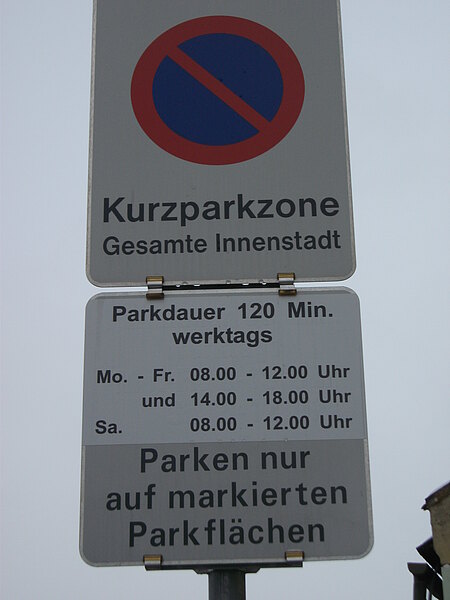 Kurzparkzone
Gesamte Innenstadt
Parkdauer 120 Min.
werktags
Mo. - Fr. 08.00 - 12.00 Uhr
und 14.00 - 18.00 Uhr
Sa. 08.00 - 12.00 Uhr
Parken nur
auf markierten
Parkflächen